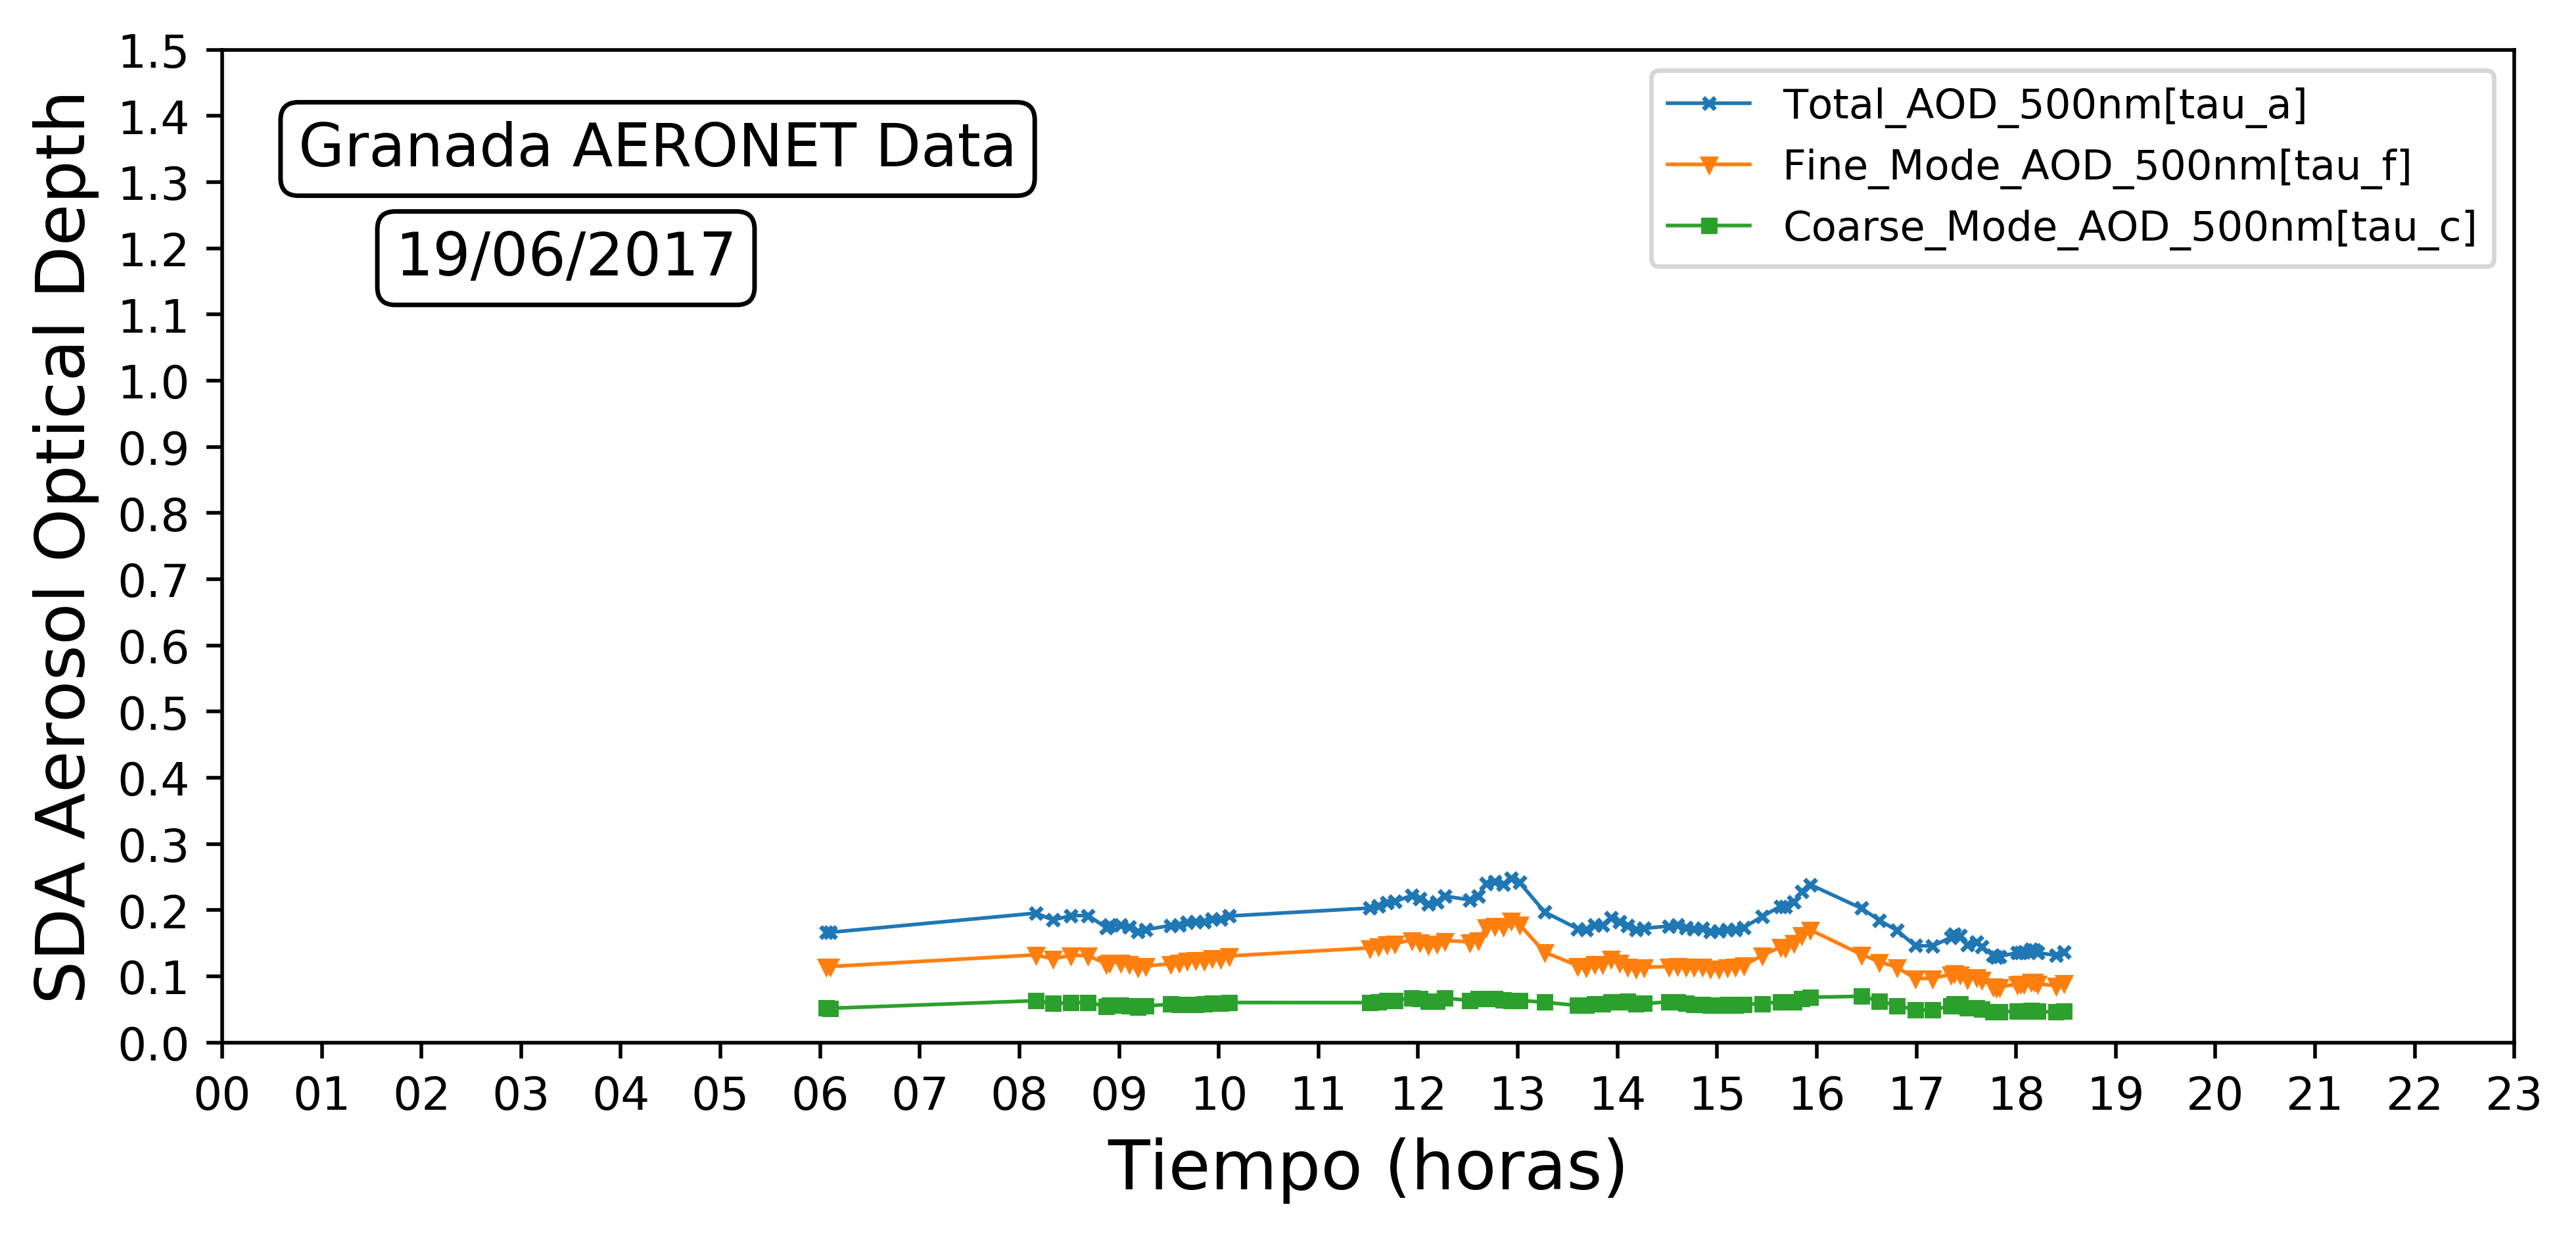 Granada AERONET Data
19/06/2017
Total_AOD_500nm[tau_a]
Fine_Mode_AOD_500nm[tau_f]
Coarse_Mode_AOD_500nm[tau_c]
SDA Aerosol Optical Depth
1.5
1.4
1.3
1.2
1.1
1.0
0.9
0.8
0.7
0.6
0.5
0.4
0.3
0.2
0.1
0.0
00 01 02 03 04 05 06 07 08 09 10 11 12 13 14 15 16 17 18 19 20 21 22 23
Tiempo (horas)